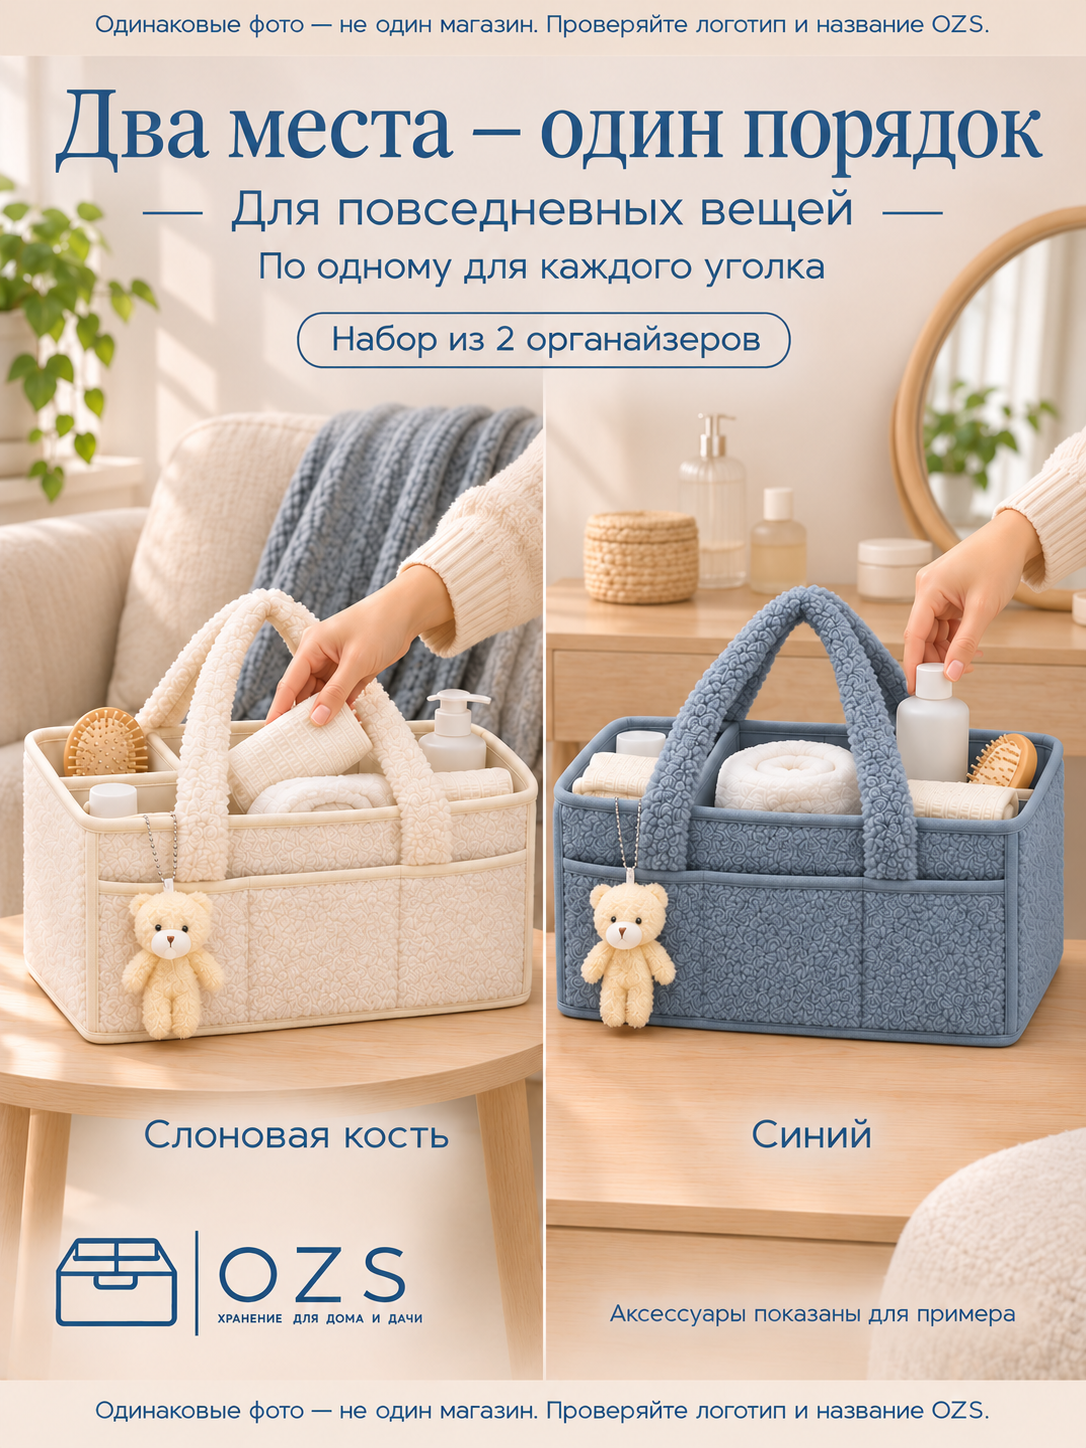 Одинаковые фото — не один магазин. Проверяйте логотип и название OZS.
Два места – один порядок
Для повседневных вещей
По одному для каждого уголка
Набор из 2 органайзеров
Слоновая кость
Синий
OZS
ХРАНЕНИЕ ДЛЯ ДОМА И ДАЧИ
Аксессуары показаны для примера
Одинаковые фото — не один магазин. Проверяйте логотип и название OZS.